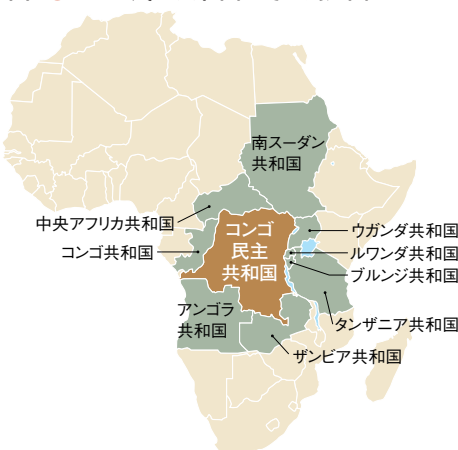 南スーダン
共和国
中央アフリカ共和国
コンゴ共和国
コンゴ
民主
共和国
ウガンダ共和国
ルワンダ共和国
ブルンジ共和国
アンゴラ
共和国
タンザニア共和国
ザンビア共和国